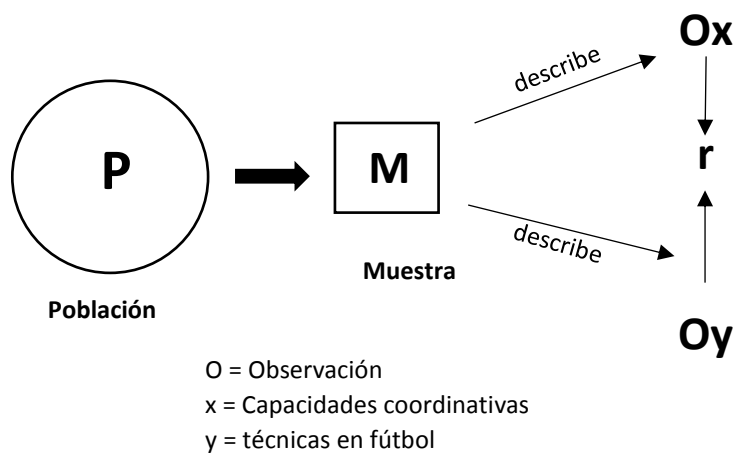 Ox
describe
P
M
r
describe
Muestra
Población
Oy
O = Observación
x = Capacidades coordinativas
y = técnicas en fútbol